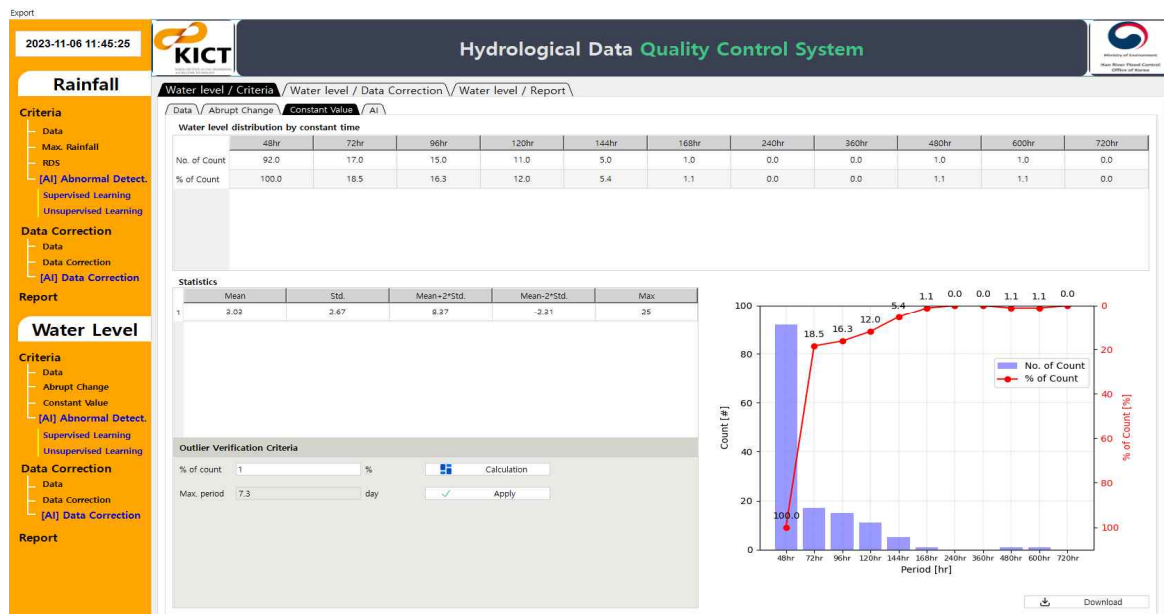 Export
2023-11-06 11:45:25
KICT
Hydrological Data Quality Control System
Ministry of Environment
Han River Flood Control
Office of Korea
Rainfall
Criteria
Data
Max. Rainfall
RDS
[AI] Abnormal Detect.
Supervised Learning
Unsupervised Learning
Data Correction
Data
Data Correction
[AI] Data Correction
Report
Water Level
Criteria
Data
Abrupt Change
Constant Value
[AI] Abnormal Detect.
Supervised Learning
Unsupervised Learning
Data Correction
Data
Data Correction
[AI] Data Correction
Report
Water level / Criteria Water level / Data Correction Water level / Report
Data Abrupt Change Constant Value AI
Water level distribution by constant time
48hr 72hr 96hr 120hr 144hr 168hr 240hr 360hr 480hr 600hr 720hr
No. of Count 92.0 17.0 15.0 11.0 5.0 1.0 0.0 0.0 1.0 1.0 0.0
% of Count 100.0 18.5 16.3 12.0 5.4 1.1 0.0 0.0 1.1 1.1 0.0
Statistics
Mean Std. Mean+2*Std. Mean-2*Std. Max
1 3.03 2.67 8.37 -2.31 25
Outlier Verification Criteria
% of count 1 % Calculation
Max. period 7.3 day Apply
100.0 18.5 16.3 12.0 5.4 1.1 0.0 0.0 1.1 1.1 0.0
No. of Count
% of Count
Count [#]
100
80
60
40
20
0
% of Count [%]
0
20
40
60
80
100
48hr 72hr 96hr 120hr 144hr 168hr 240hr 360hr 480hr 600hr 720hr
Period [hr]
Download